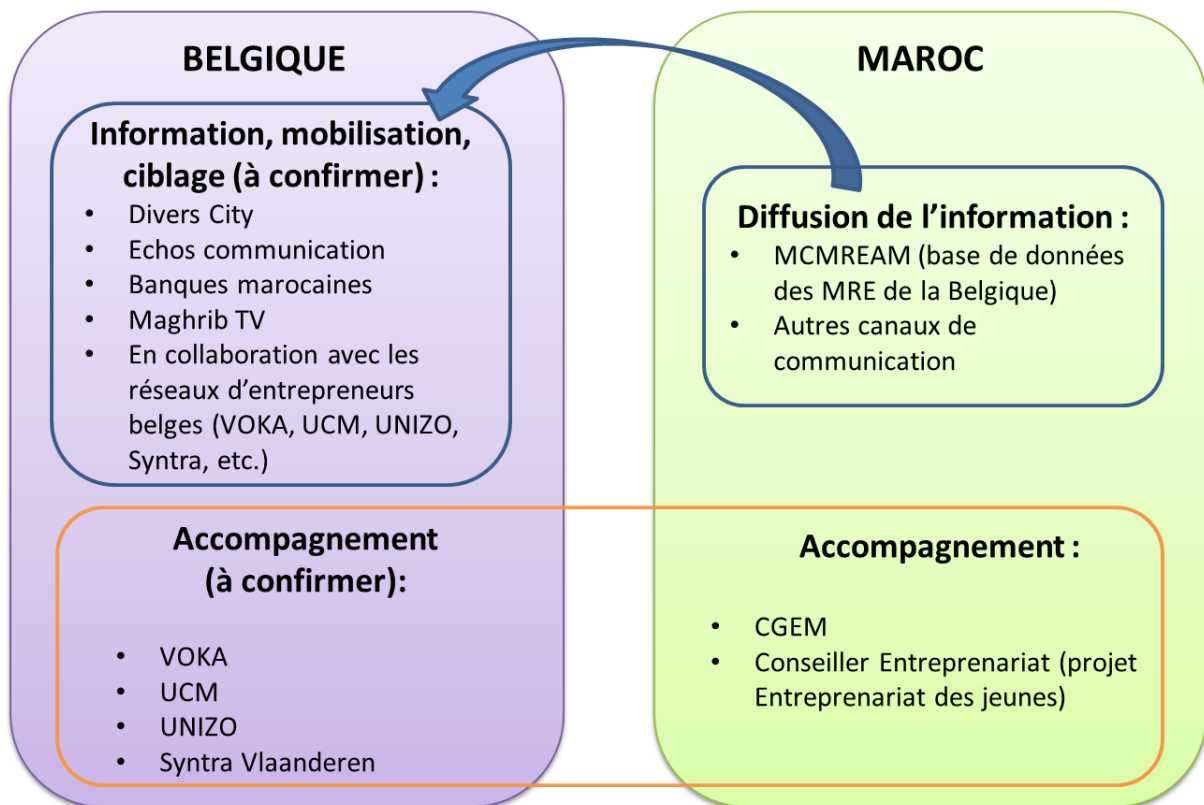 BELGIQUE
Information, mobilisation,
ciblage (à confirmer) :
• Divers City
• Echos communication
• Banques marocaines
• Maghrib TV
• En collaboration avec les
réseaux d’entrepreneurs
belges (VOKA, UCM, UNIZO,
Syntra, etc.)
Accompagnement
(à confirmer):
• VOKA
• UCM
• UNIZO
• Syntra Vlaanderen
MAROC
Diffusion de l’information :
• MCMREAM (base de données
des MRE de la Belgique)
• Autres canaux de
communication
Accompagnement :
• CGEM
• Conseiller Entreprenariat (projet
Entreprenariat des jeunes)